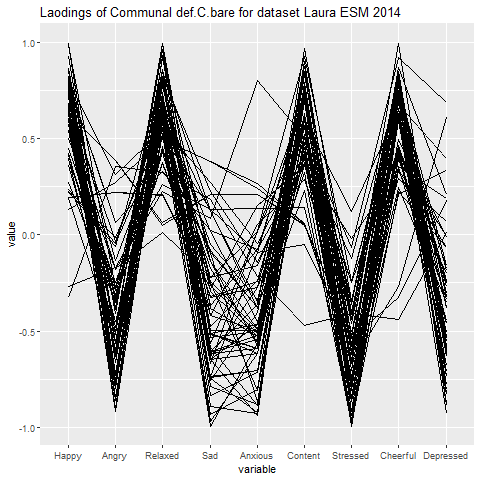 Laodings of Communal def.C.bare for dataset Laura ESM 2014
1.0
0.5
0.0
-0.5
-1.0
value
Happy Angry Relaxed Sad Anxious Content Stressed Cheerful Depressed
variable